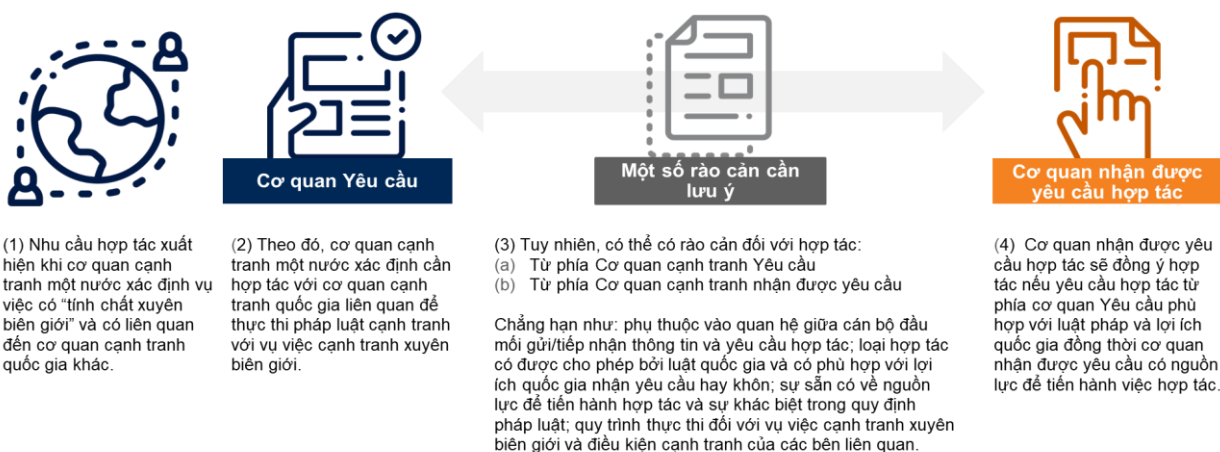 Cơ quan Yêu cầu
Một số rào cản cần
lưu ý
Cơ quan nhận được
yêu cầu hợp tác
(1) Nhu cầu hợp tác xuất
hiện khi cơ quan cạnh
tranh một nước xác định vụ
việc có “tính chất xuyên
biên giới” và có liên quan
đến cơ quan cạnh tranh
quốc gia khác.
(2) Theo đó, cơ quan cạnh
tranh một nước xác định cần
hợp tác với cơ quan cạnh
tranh quốc gia liên quan để
thực thi pháp luật cạnh tranh
với vụ việc cạnh tranh xuyên
biên giới.
(3) Tuy nhiên, có thể có rào cản đối với hợp tác:
(a) Từ phía Cơ quan cạnh tranh Yêu cầu
(b) Từ phía Cơ quan cạnh tranh nhận được yêu cầu
Chẳng hạn như: phụ thuộc vào quan hệ giữa cán bộ đầu
mối gửi/tiếp nhận thông tin và yêu cầu hợp tác; loại hợp tác
có được cho phép bởi luật quốc gia và có phù hợp với lợi
ích quốc gia nhận yêu cầu hay khôn; sự sẵn có về nguồn
lực để tiến hành hợp tác và sự khác biệt trong quy định
pháp luật; quy trình thực thi đối với vụ việc cạnh tranh xuyên
biên giới và điều kiện cạnh tranh của các bên liên quan.
(4) Cơ quan nhận được yêu
cầu hợp tác sẽ đồng ý hợp
tác nếu yêu cầu hợp tác từ
phía cơ quan Yêu cầu phù
hợp với luật pháp và lợi ích
quốc gia đồng thời cơ quan
nhận được yêu cầu có nguồn
lực để tiến hành việc hợp tác.